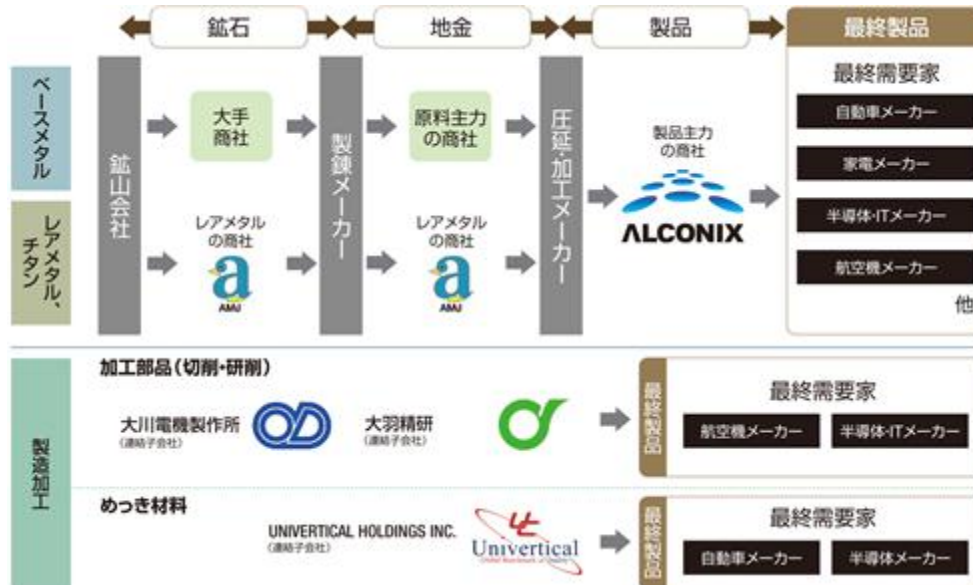 鉱石
地金
製品
最終製品
ベースメタル
レアメタル、
チタン
鉱山会社
大手
商社
レアメタル
の商社
a
AMJ
製錬メーカー
原料主力
の商社
レアメタル
の商社
a
AMJ
圧延・加工メーカー
製品主力
の商社
ALCONIX
最終需要家
自動車メーカー
家電メーカー
半導体・ITメーカー
航空機メーカー
他
製造加工
加工部品(切削・研削)
大川電機製作所
(連結子会社)
大羽精研
(連結子会社)
最終製品
最終需要家
航空機メーカー
半導体・ITメーカー
めっき材料
UNIVERTICAL HOLDINGS INC.
(連結子会社)
Univertical
最終製品
最終需要家
自動車メーカー
半導体メーカー